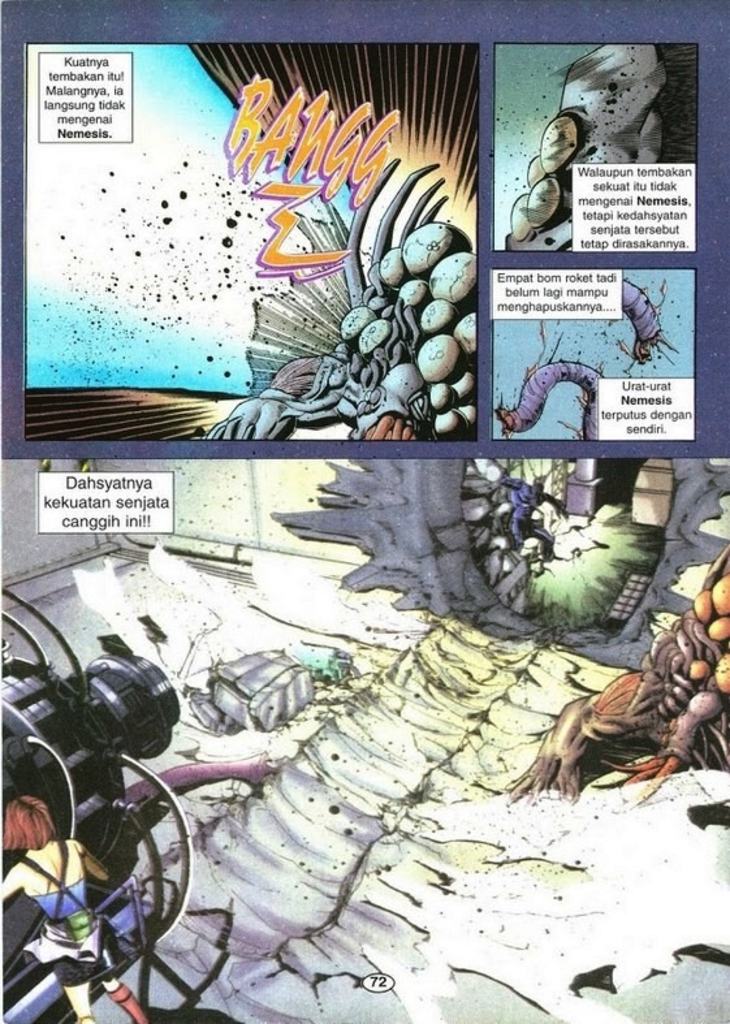 Kuatnya
tembakan itu!
Malangnya, ia
langsung tidak
mengenai
Nemesis.
BANGG
Walaupun tembakan
sekuat itu tidak
mengenai Nemesis,
tetapi kedahsyatan
senjata tersebut
tetap dirasakannya.
Empat bom roket tadi
belum lagi mampu
menghapuskannya....
Urat-urat
Nemesis
terputus dengan
sendiri.
Dahsyatnya
kekuatan senjata
canggih ini!!
72